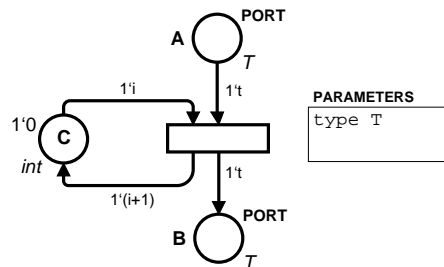 PORT
A
T
1‘i
1‘t
PARAMETERS
type T
1‘0
C
int
1‘t
1‘(i+1)
PORT
B
T